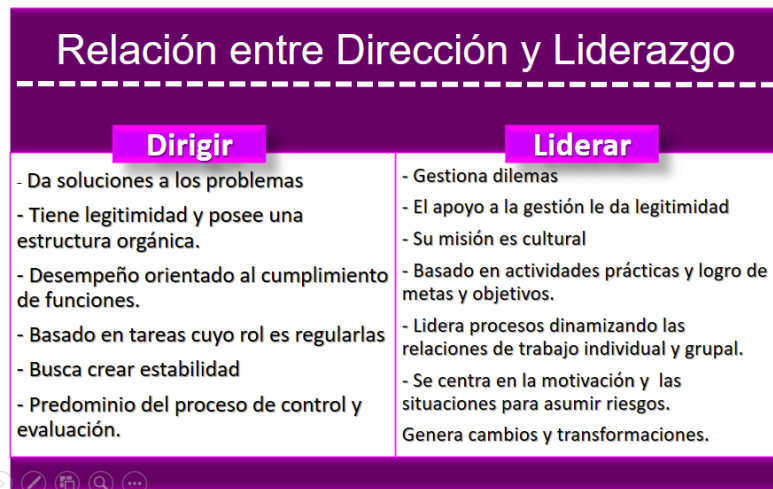 Relación entre Dirección y Liderazgo
Dirigir
- Da soluciones a los problemas
- Tiene legitimidad y posee una
estructura orgánica.
- Desempeño orientado al cumplimiento
de funciones.
- Basado en tareas cuyo rol es regularlas
- Busca crear estabilidad
- Predominio del proceso de control y
evaluación.
Liderar
- Gestiona dilemas
- El apoyo a la gestión le da legitimidad
- Su misión es cultural
- Basado en actividades prácticas y logro de
metas y objetivos.
- Lidera procesos dinamizando las
relaciones de trabajo individual y grupal.
- Se centra en la motivación y las
situaciones para asumir riesgos.
Genera cambios y transformaciones.